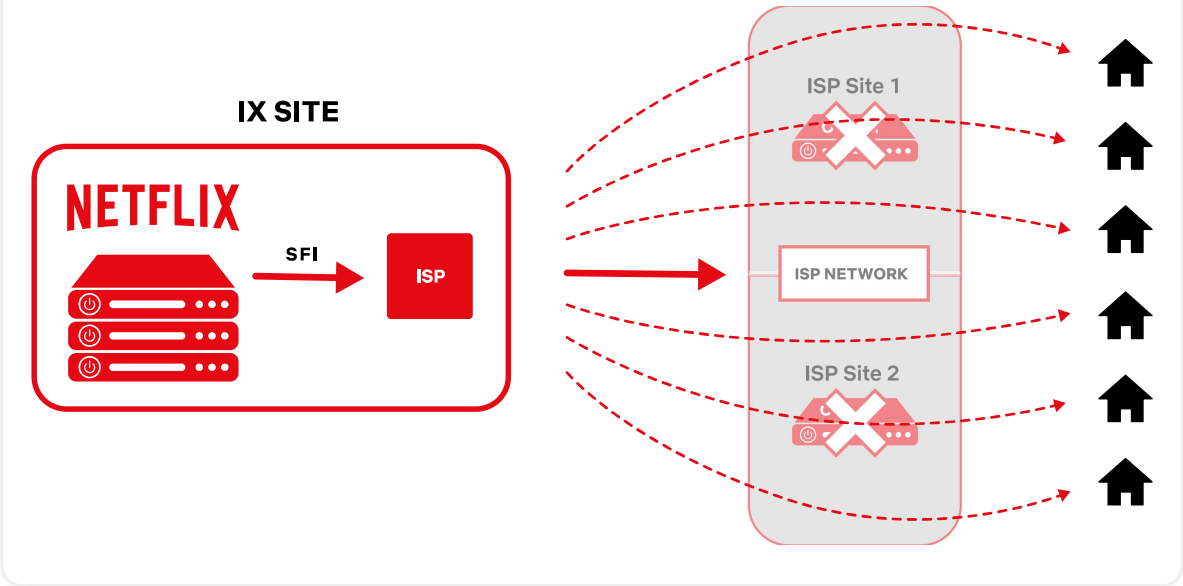 IX SITE
NETFLIX
SFI
ISP
ISP Site 1
ISP NETWORK
ISP Site 2